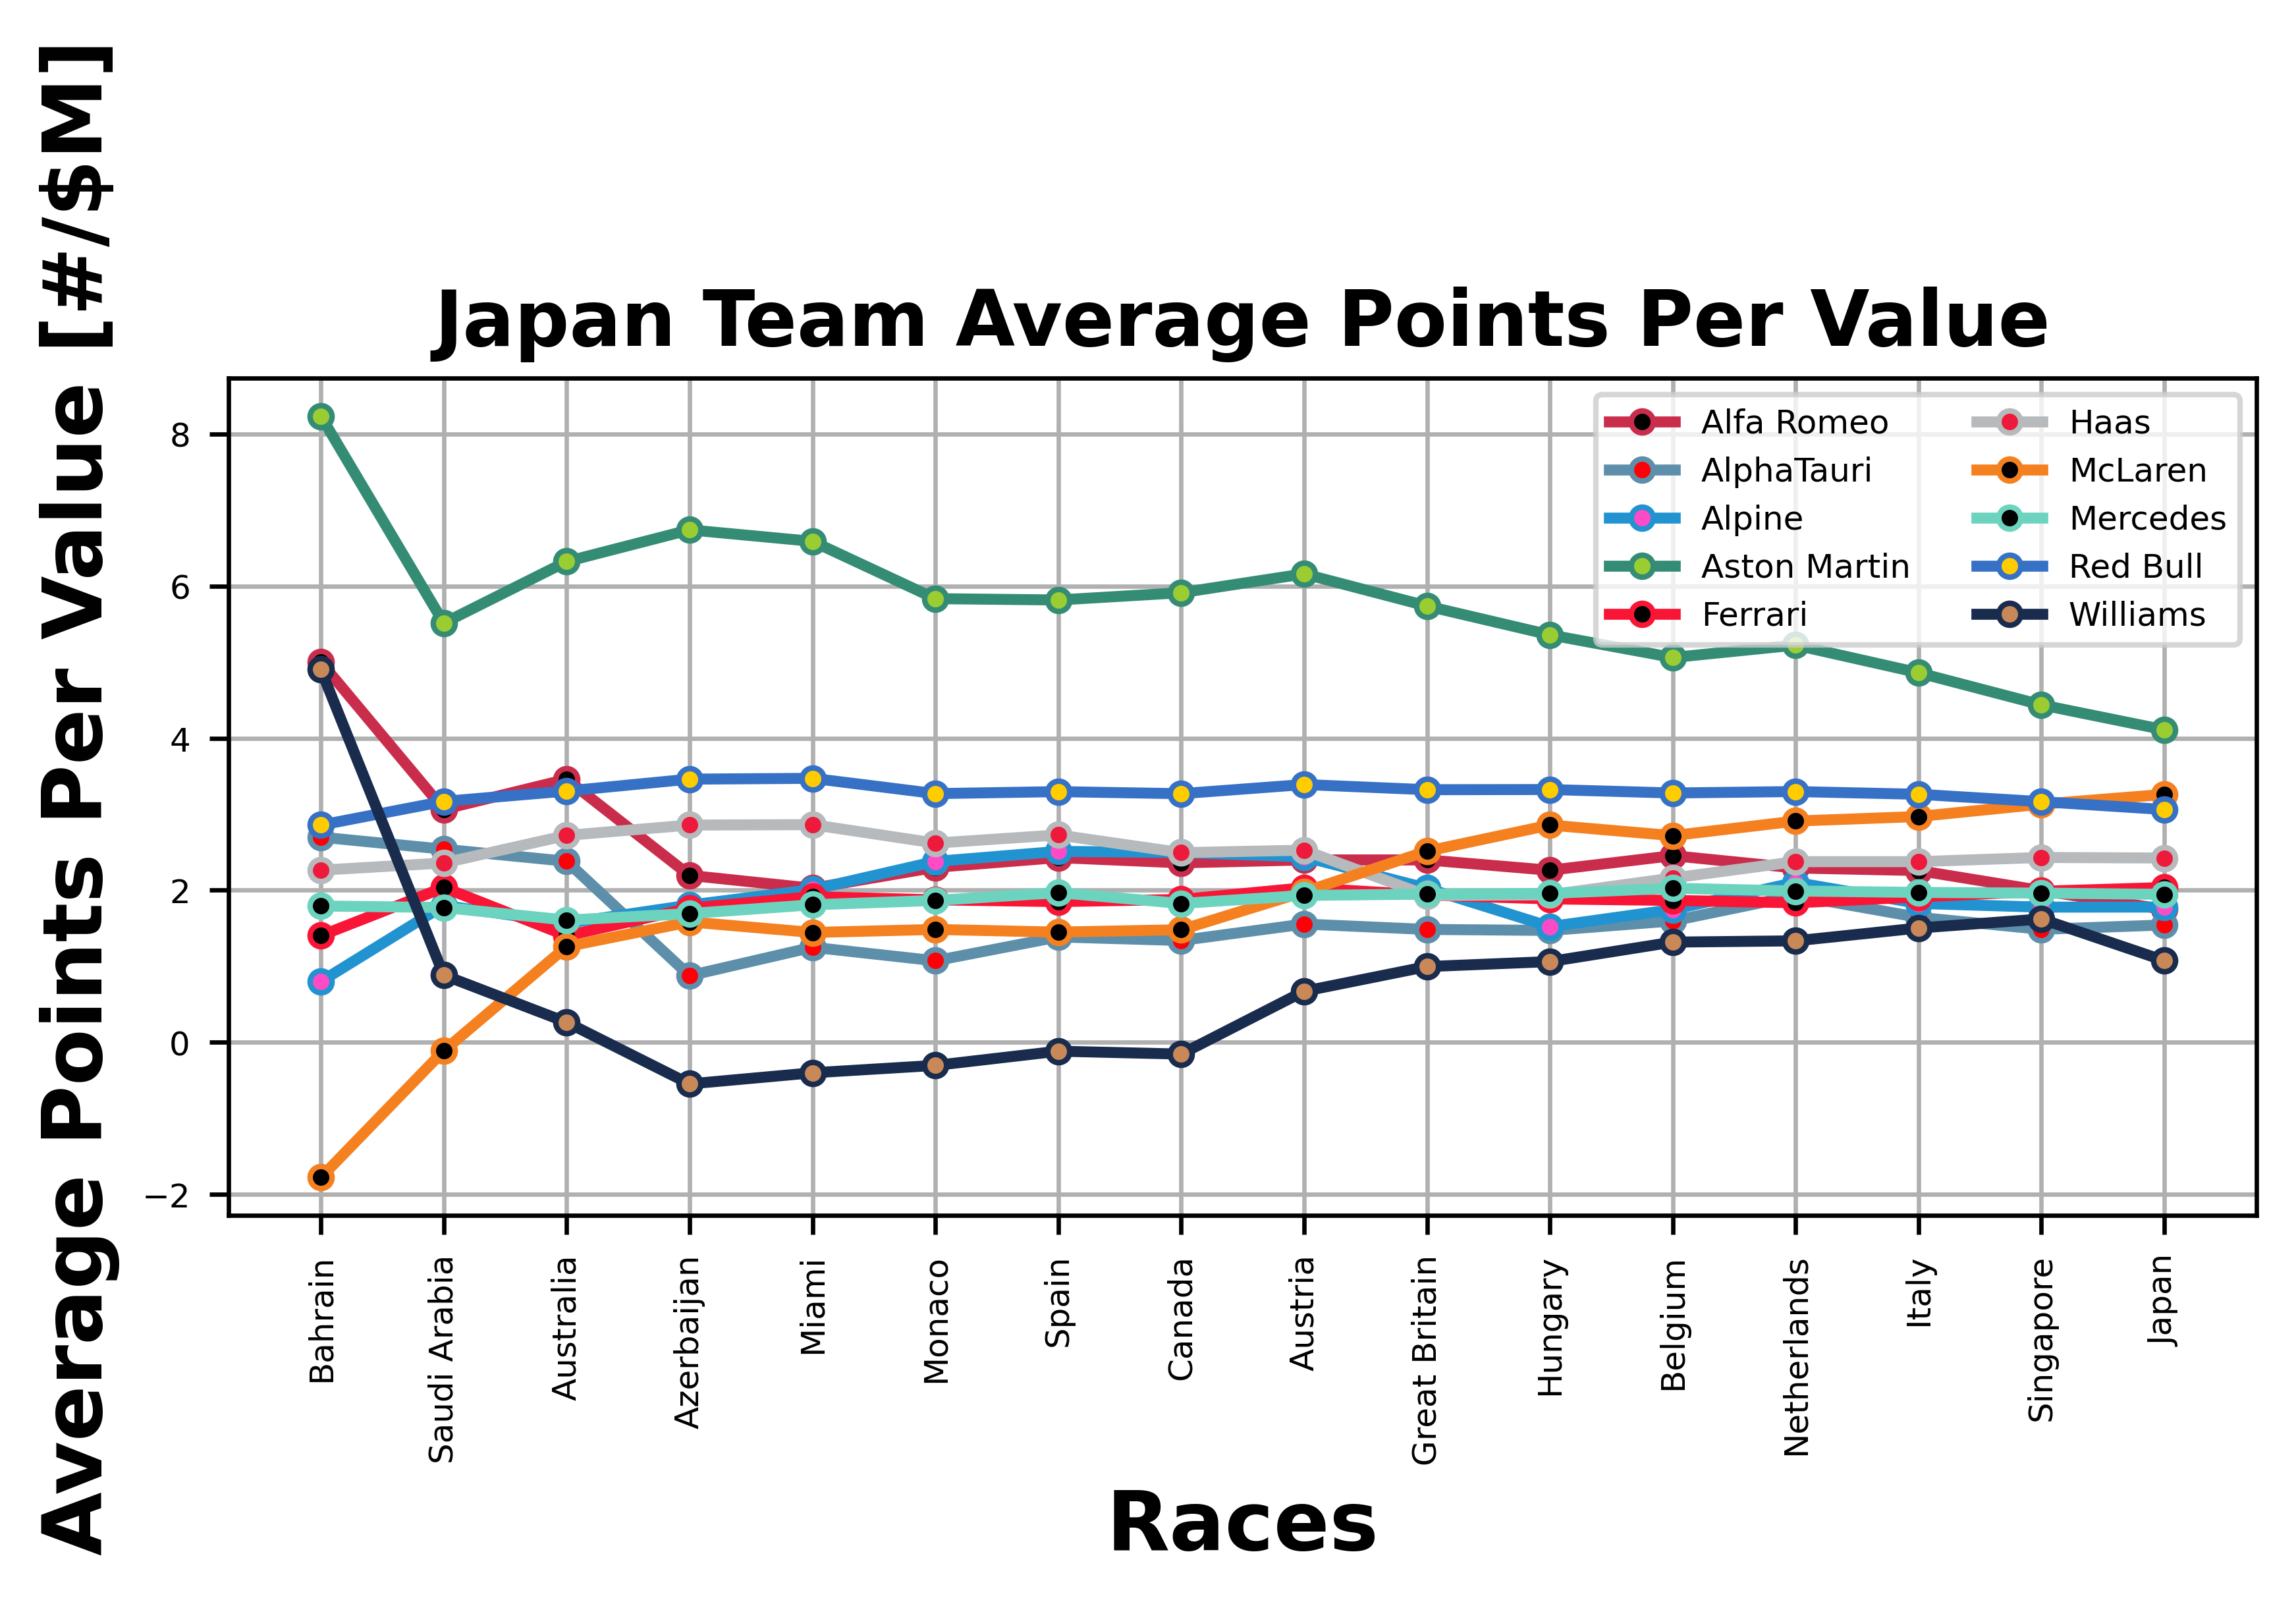 Japan Team Average Points Per Value
Average Points Per Value [#/$M]
8
6
4
2
0
−2
Alfa Romeo
AlphaTauri
Alpine
Aston Martin
Ferrari
Haas
McLaren
Mercedes
Red Bull
Williams
Bahrain
Saudi Arabia
Australia
Azerbaijan
Miami
Monaco
Spain
Canada
Austria
Great Britain
Hungary
Belgium
Netherlands
Italy
Singapore
Japan
Races